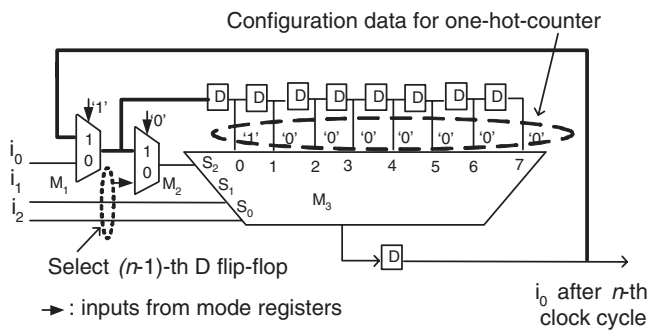 Configuration data for one-hot-counter
D D D D D D D D
'1' '0'
'1' '0' '0' '0' '0' '0' '0' '0'
1 1
0 0
i0
i1
i2
M1 M2
S2 0 1 2 3 4 5 6 7
S1
S0
M3
D
Select (n-1)-th D flip-flop
: inputs from mode registers
i0 after n-th
clock cycle